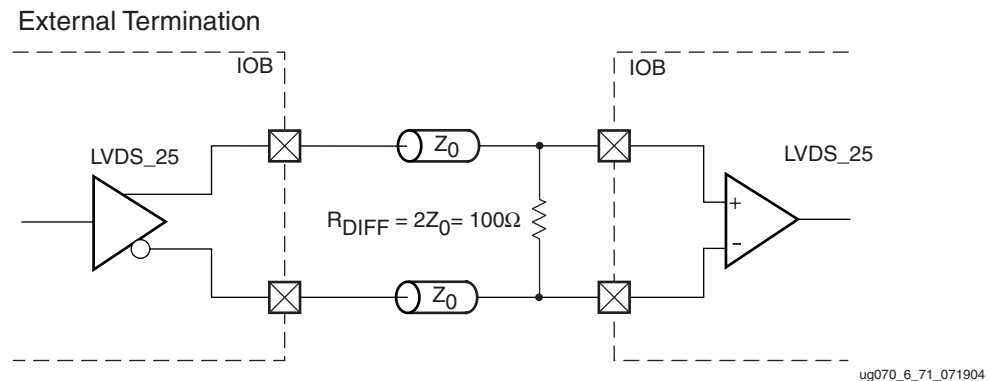 External Termination
IOB
IOB
Z0
LVDS_25
LVDS_25
RDIFF = 2Z0= 100Ω
+
–
Z0
ug070_6_71_071904